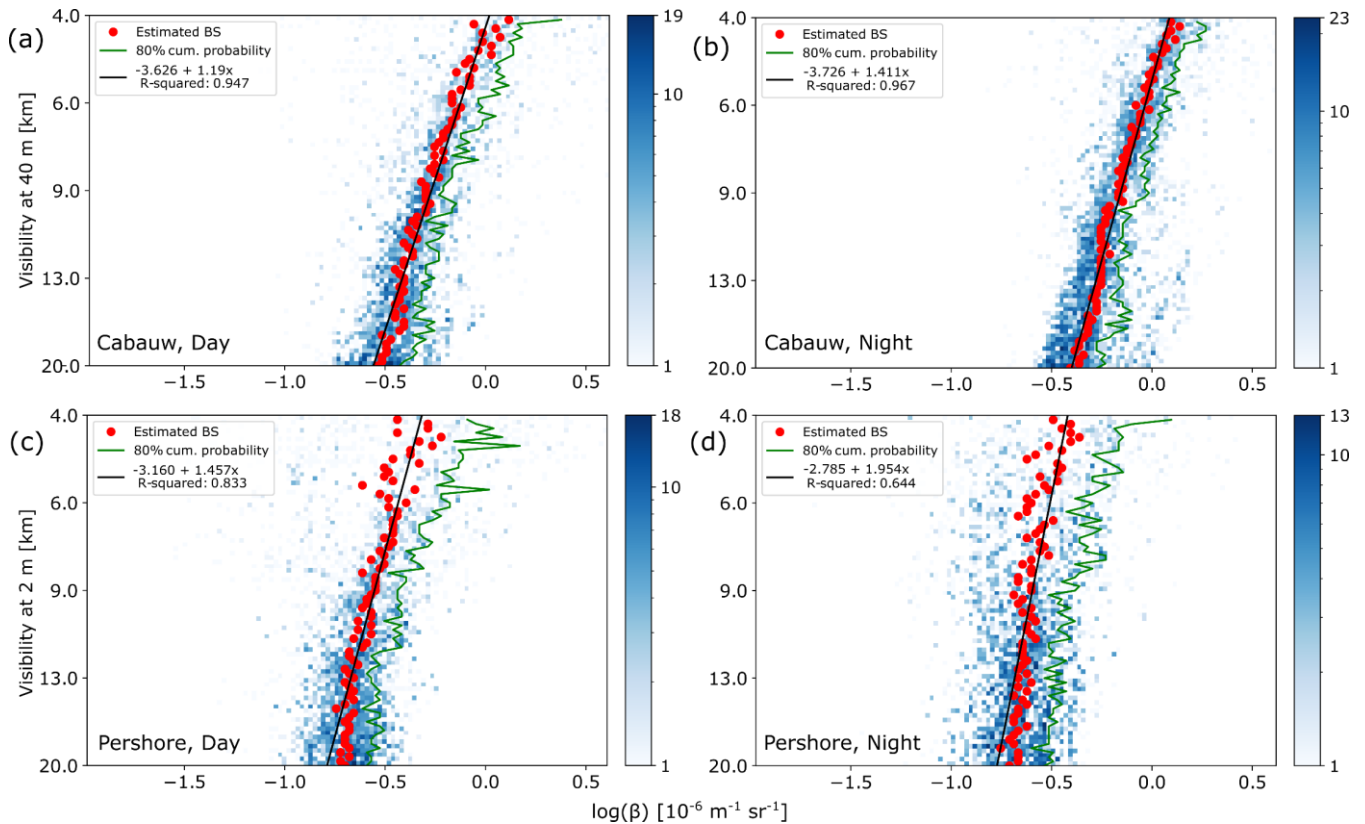 (a)
Estimated BS
80% cum. probability
-3.626 + 1.19x
R-squared: 0.947
Cabauw, Day
Visibility at 40 m [km]
4.0
6.0
9.0
13.0
20.0
−1.5
−1.0
−0.5
0.0
0.5
19
10
1
(b)
Estimated BS
80% cum. probability
-3.726 + 1.411x
R-squared: 0.967
Cabauw, Night
4.0
6.0
9.0
13.0
20.0
−1.5
−1.0
−0.5
0.0
0.5
23
10
1
(c)
Estimated BS
80% cum. probability
-3.160 + 1.457x
R-squared: 0.833
Pershore, Day
Visibility at 2 m [km]
4.0
6.0
9.0
13.0
20.0
−1.5
−1.0
−0.5
0.0
0.5
18
10
1
(d)
Estimated BS
80% cum. probability
-2.785 + 1.954x
R-squared: 0.644
Pershore, Night
4.0
6.0
9.0
13.0
20.0
−1.5
−1.0
−0.5
0.0
0.5
13
10
1
log(β) [10⁻⁶ m⁻¹ sr⁻¹]